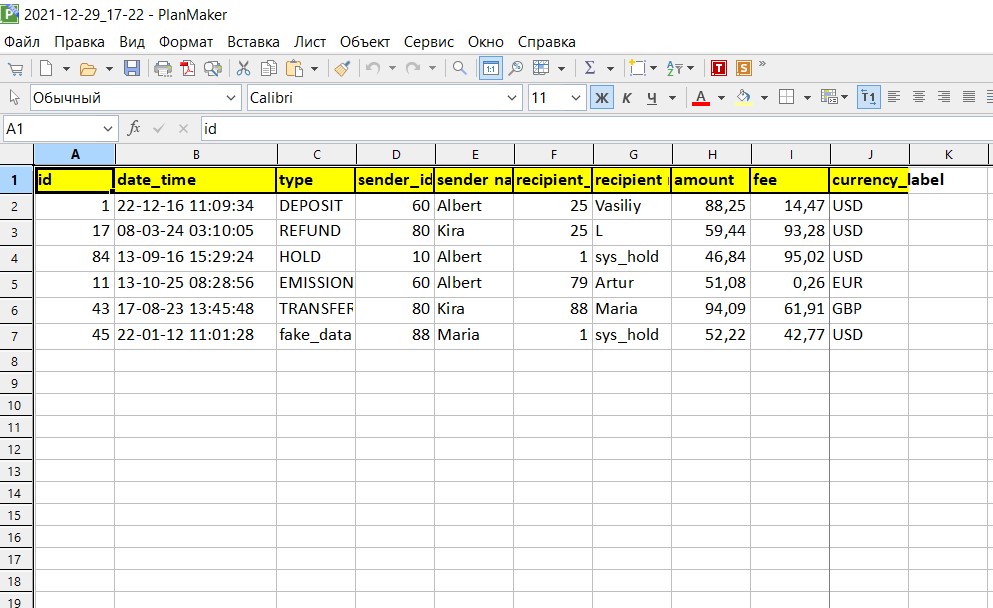 2021-12-29_17-22 - PlanMaker
Файл Правка Вид Формат Вставка Лист Объект Сервис Окно Справка
Обычный Calibri 11 Ж К Ч A T1
A1 fx id
A B C D E F G H I J K
1 id date_time type sender_id sender na recipient_ recipient amount fee currency_label
2 1 22-12-16 11:09:34 DEPOSIT 60 Albert 25 Vasiliy 88,25 14,47 USD
3 17 08-03-24 03:10:05 REFUND 80 Kira 25 L 59,44 93,28 USD
4 84 13-09-16 15:29:24 HOLD 10 Albert 1 sys_hold 46,84 95,02 USD
5 11 13-10-25 08:28:56 EMISSION 60 Albert 79 Artur 51,08 0,26 EUR
6 43 17-08-23 13:45:48 TRANSFER 80 Kira 88 Maria 94,09 61,91 GBP
7 45 22-01-12 11:01:28 fake_data 88 Maria 1 sys_hold 52,22 42,77 USD
8
9
10
11
12
13
14
15
16
17
18
19